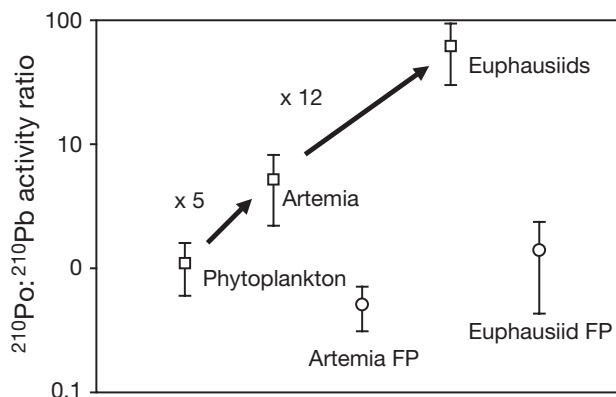 100
10
0
0.1
²¹⁰Po:²¹⁰Pb activity ratio
x 5
x 12
Phytoplankton
Artemia
Euphausiids
Artemia FP
Euphausiid FP